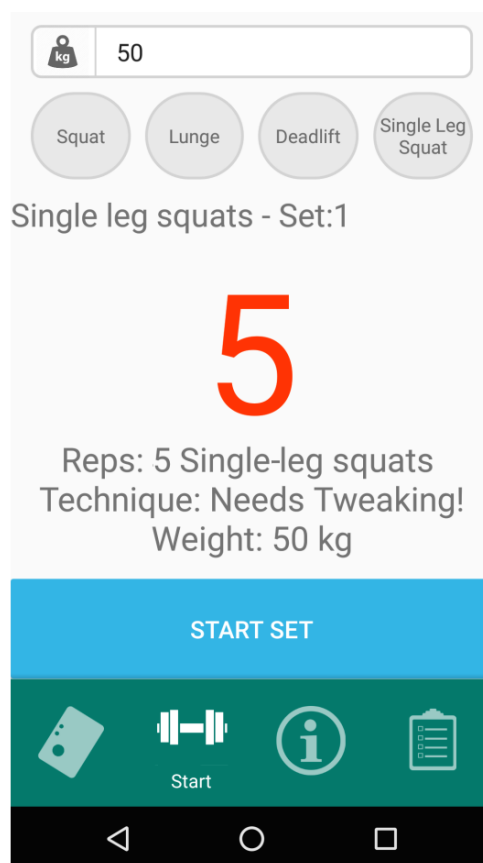 kg
50
Squat
Lunge
Deadlift
Single Leg
Squat
Single leg squats - Set:1
5
Reps: 5 Single-leg squats
Technique: Needs Tweaking!
Weight: 50 kg
START SET
Start